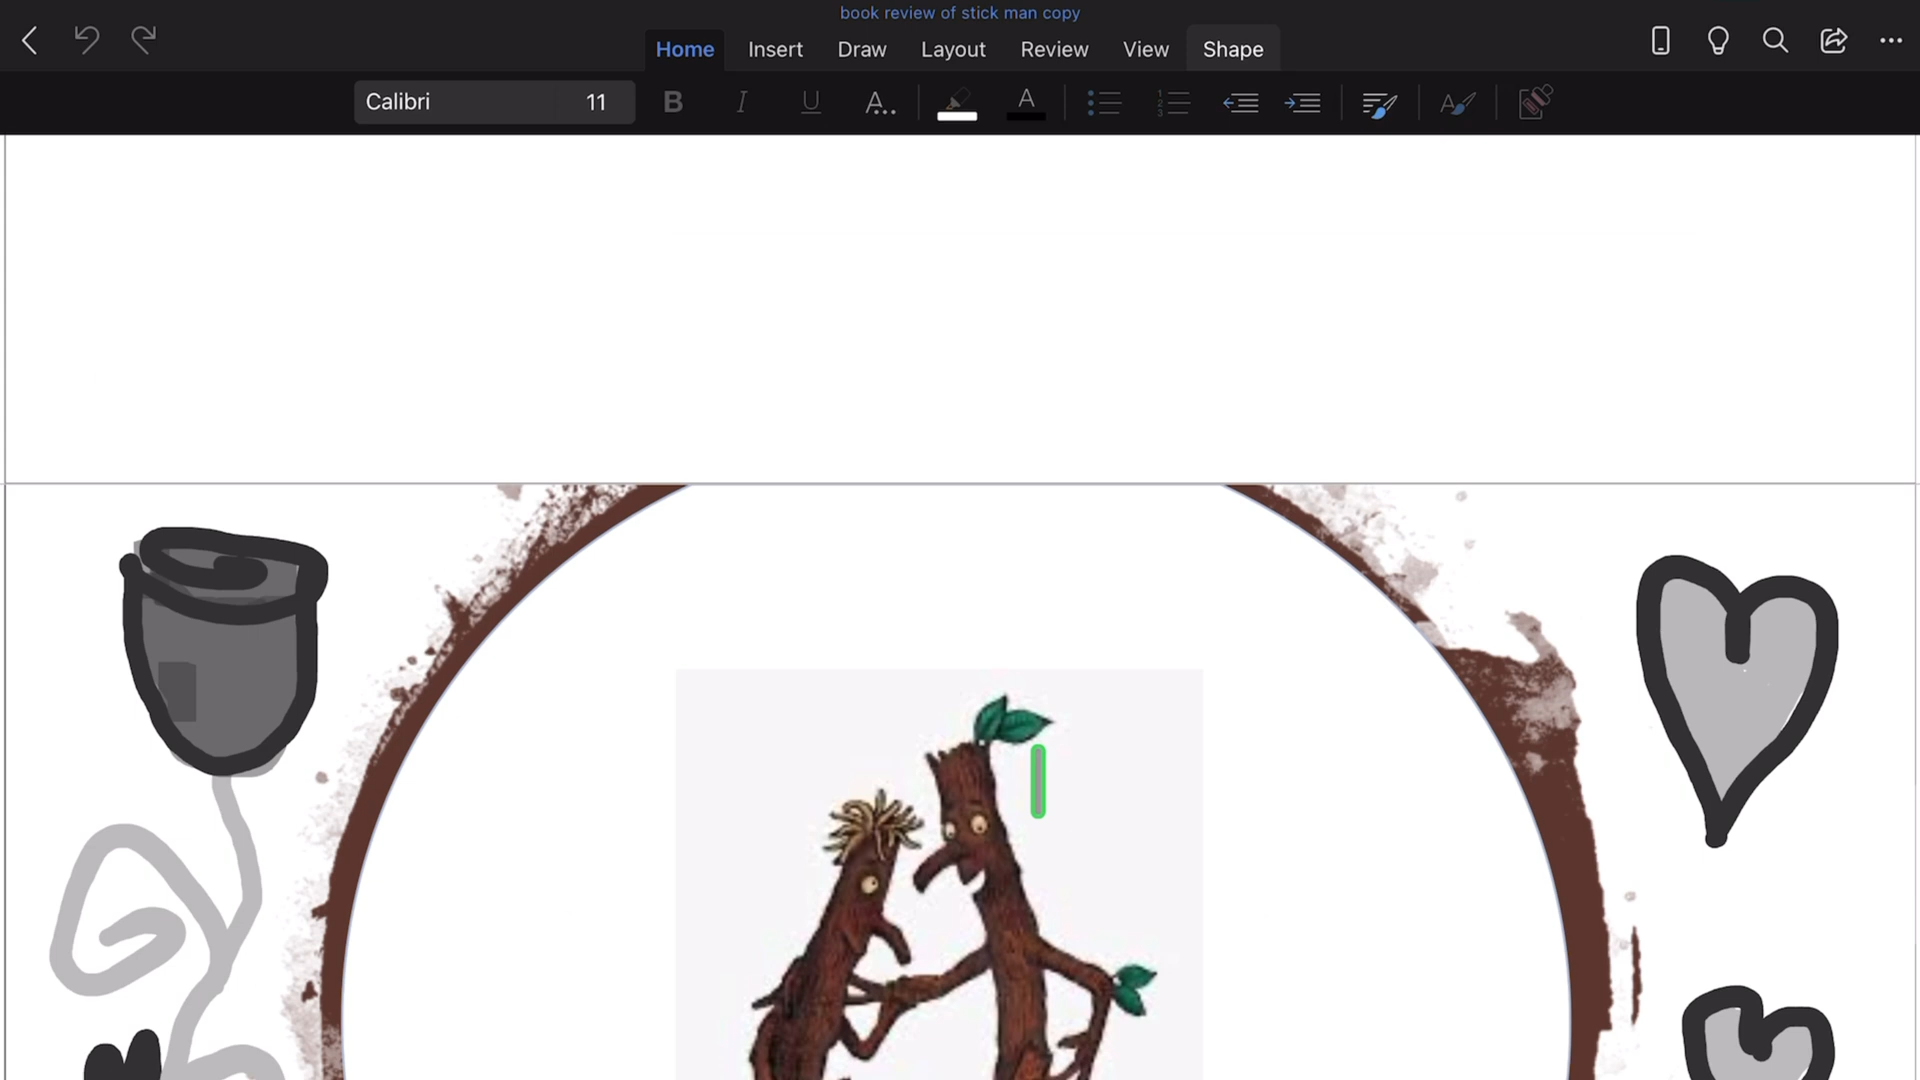 book review of stick man copy
Home Insert Draw Layout Review View Shape
Calibri 11 B I U A.. A